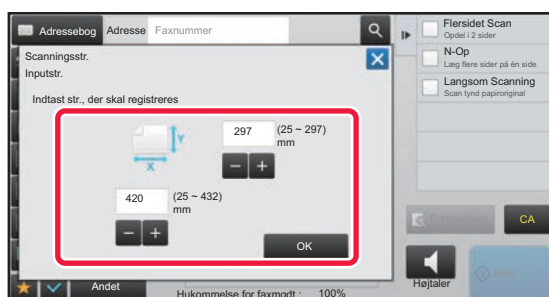 Adressebog Adresse Faxnummer
Scanningsstr.
Inputstr.
Indtast str., der skal registreres
Y
X
297
(25 ~ 297)
mm
420
(25 ~ 432)
mm
OK
Flersidet Scan
Opdel i 2 sider
N-Op
Læg flere sider på én side
Langsom Scanning
Scan tynd papiroriginal
CA
Højtaler
Start
Andet
Hukommelse for faxmodt : 100%